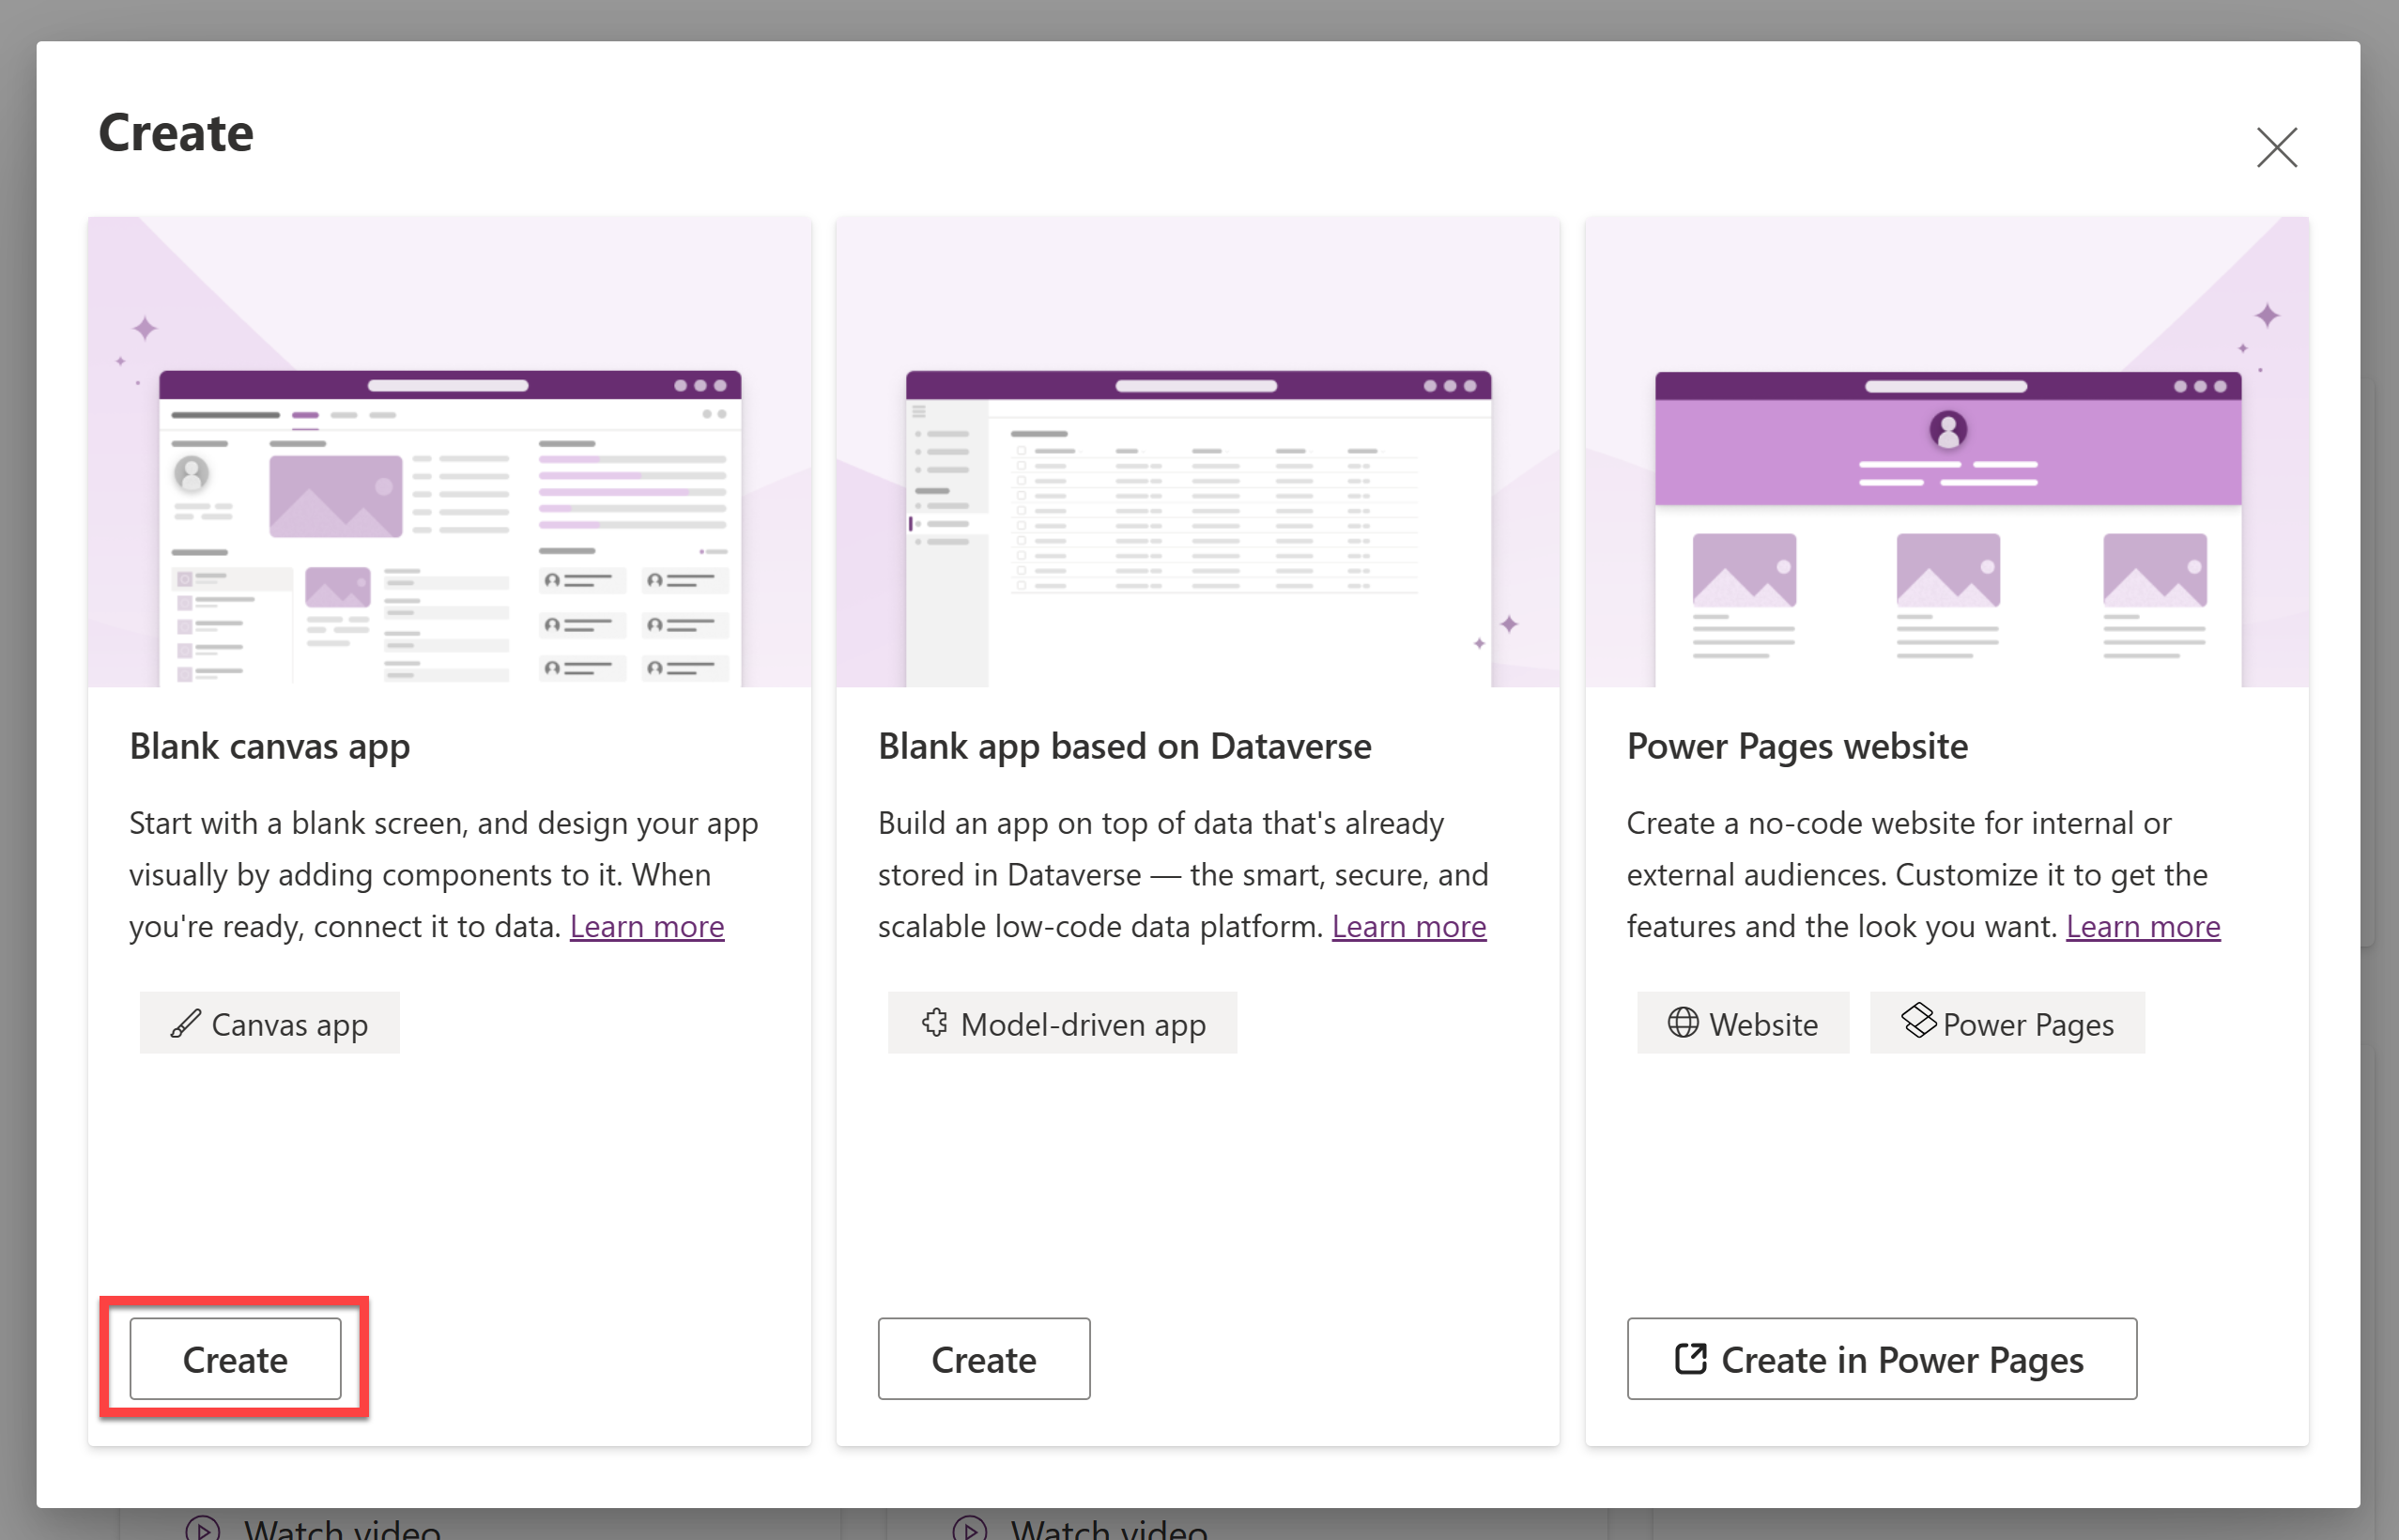 Create
Blank canvas app
Start with a blank screen, and design your app
visually by adding components to it. When
you're ready, connect it to data. Learn more
Canvas app
Create
Blank app based on Dataverse
Build an app on top of data that's already
stored in Dataverse — the smart, secure, and
scalable low-code data platform. Learn more
Model-driven app
Create
Power Pages website
Create a no-code website for internal or
external audiences. Customize it to get the
features and the look you want. Learn more
Website
Power Pages
Create in Power Pages
Watch video
Watch video